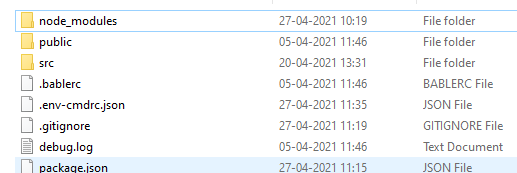 node_modules 27-04-2021 10:19 File folder
public 05-04-2021 11:46 File folder
src 20-04-2021 13:31 File folder
.bablerc 05-04-2021 11:46 BABLERC File
.env-cmdrc.json 27-04-2021 11:35 JSON File
.gitignore 27-04-2021 11:19 GITIGNORE File
debug.log 05-04-2021 11:46 Text Document
package.json 27-04-2021 11:15 JSON File